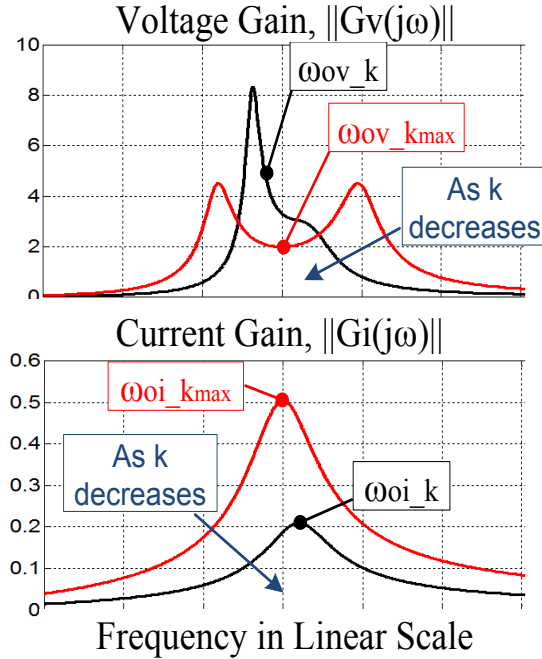 Voltage Gain, ||Gv(jω)||
10
8
6
4
2
0
ωov_k
ωov_kmax
As k
decreases
Current Gain, ||Gi(jω)||
0.6
0.5
0.4
0.3
0.2
0.1
0
ωoi_kmax
As k
decreases
ωoi_k
Frequency in Linear Scale